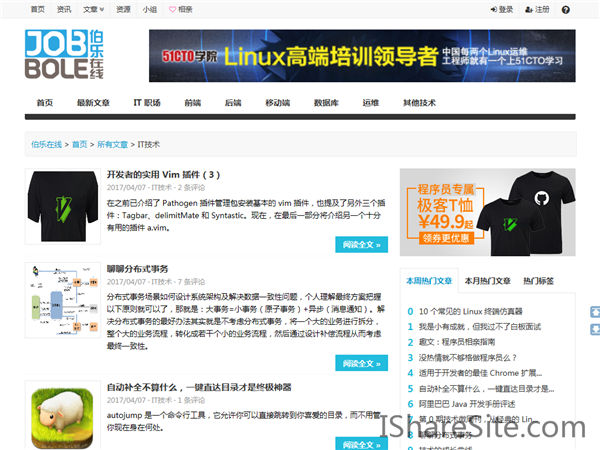 首页 资讯 文章 资源 小组 相亲 登录 注册
JOB 伯乐在线
BOLE
51CTO学院 Linux高端培训领导者 中国每两个Linux运维
工程师就有一个上51CTO学习
首页 最新文章 IT 职场 前端 后端 移动端 数据库 运维 其他技术
伯乐在线 > 首页 > 所有文章 > IT技术
开发者的实用 Vim 插件（3）
2017/04/07 · IT技术 · 2 条评论
在之前已介绍了 Pathogen 插件管理包安装基本的 vim 插件，也提及了另外三个插
件：Tagbar、delimitMate 和 Syntastic。现在，在最后一部分将介绍另一个十分
有用的插件 a.vim。
阅读全文 »
聊聊分布式事务
2017/04/07 · IT技术 · 7 条评论
分布式事务场景如何设计系统架构及解决数据一致性问题，个人理解最终方案把握
以下原则就可以了，那就是：大事务=小事务（原子事务）+异步（消息通知）。解
决分布式事务的最好办法其实就是不考虑分布式事务，将一个大的业务进行拆分，
整个大的业务流程，转化成若干个小的业务流程，然后通过设计补偿流程从而考虑
最终一致性。
阅读全文 »
自动补全不算什么，一键直达目录才是终极神器
2017/04/07 · IT技术 · 1 条评论
autojump 是一个命令行工具，它允许你可以直接跳转到你喜爱的目录，而不用管
你现在身在何处。
程序员专属
极客T恤
¥49.9起
领券更优惠
本周热门文章 本月热门文章 热门标签
0 10 个常见的 Linux 终端仿真器
1 我是小有成就，但我过不了白板面试
2 趣文：程序员相亲指南
3 没热情就不够格做程序员么？
4 适用于开发者的最佳 Chrome 扩展...
5 自动补全不算什么，一键直达目录才是...
6 阿里巴巴 Java 开发手册评述
7 第 0 期技术微周刊，从经典的 Lin...
8 聊聊分布式事务
IShareSite.com